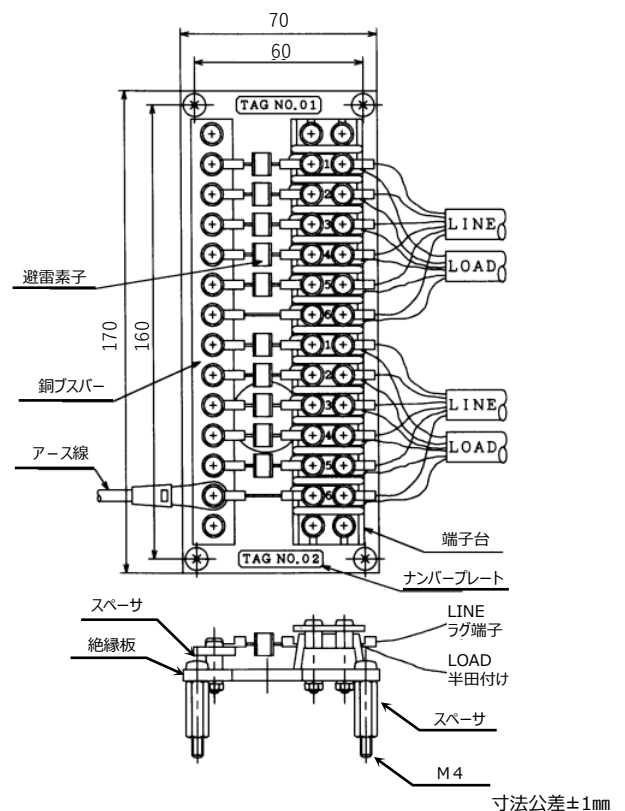 70
60
TAG NO.01
1
2
3
4
5
6
1
2
3
4
5
6
LINE
LOAD
LINE
LOAD
避雷素子
170
160
銅ブスバー
アース線
端子台
TAG NO.02
ナンバープレート
スペーサ
絶縁板
LINE
ラグ端子
LOAD
半田付け
スペーサ
M4
寸法公差±1㎜